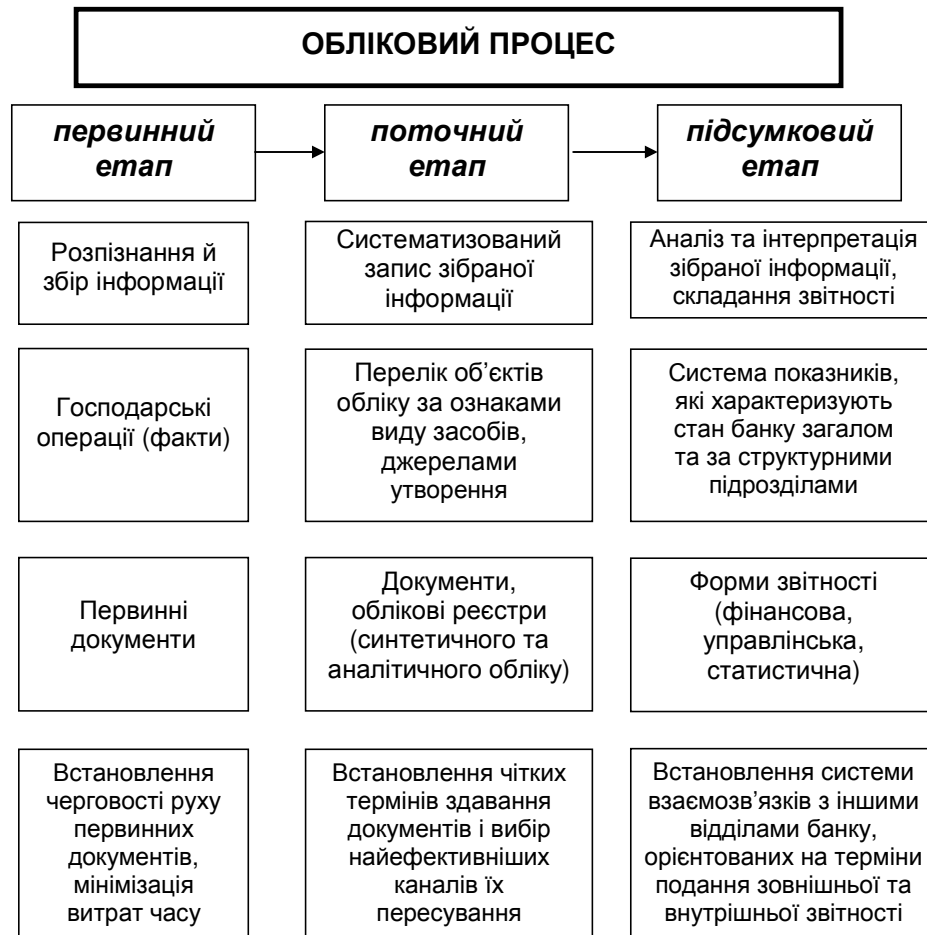 ОБЛІКОВИЙ ПРОЦЕС
первинний
етап
поточний
етап
підсумковий
етап
Розпізнання й
збір інформації
Систематизований
запис зібраної
інформації
Аналіз та інтерпретація
зібраної інформації,
складання звітності
Господарські
операції (факти)
Перелік об’єктів
обліку за ознаками
виду засобів,
джерелами
утворення
Система показників,
які характеризують
стан банку загалом
та за структурними
підрозділами
Первинні
документи
Документи,
облікові реєстри
(синтетичного та
аналітичного обліку)
Форми звітності
(фінансова,
управлінська,
статистична)
Встановлення
черговості руху
первинних
документів,
мінімізація
витрат часу
Встановлення чітких
термінів здавання
документів і вибір
найефективніших
каналів їх
пересування
Встановлення системи
взаємозв’язків з іншими
відділами банку,
орієнтованих на терміни
подання зовнішньої та
внутрішньої звітності